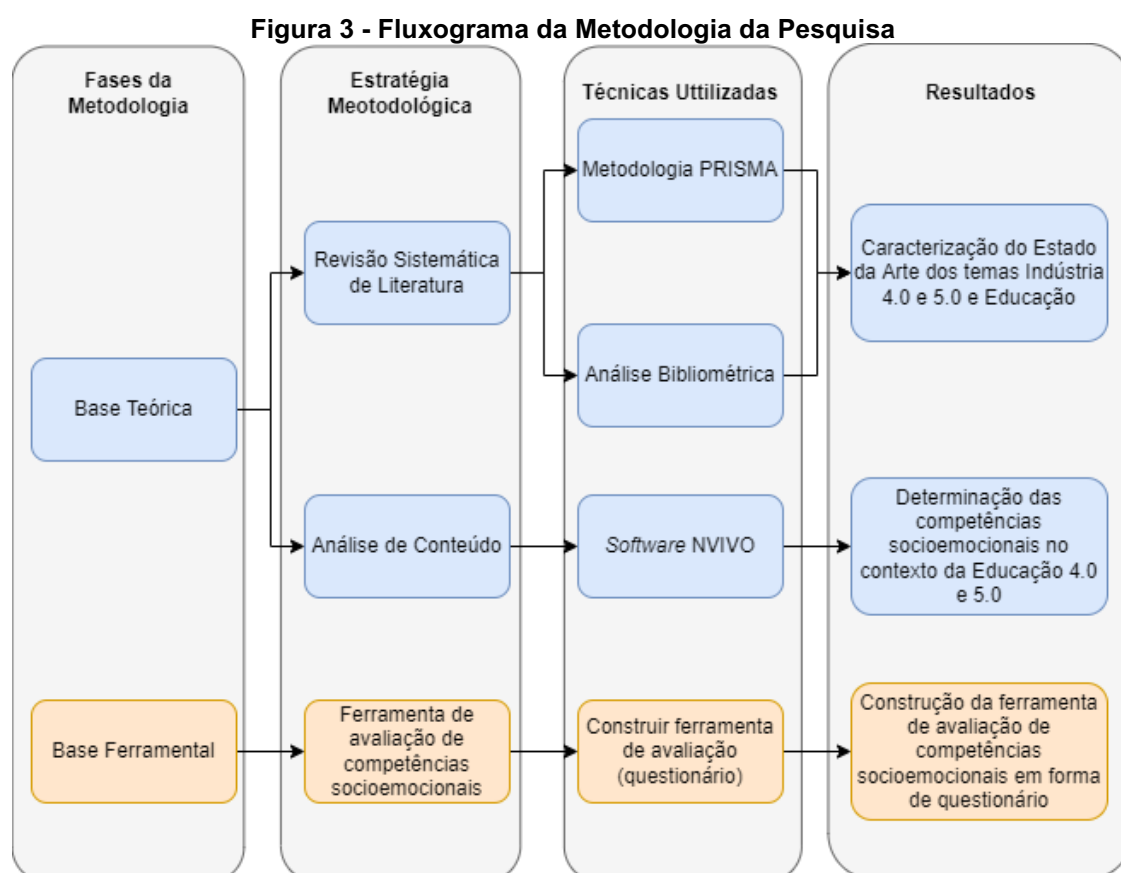 Figura 3 - Fluxograma da Metodologia da Pesquisa
Fases da
Metodologia
Base Teórica
Base Ferramental
Estratégia
Meotodológica
Revisão Sistemática
de Literatura
Análise de Conteúdo
Ferramenta de
avaliação de
competências
socioemocionais
Técnicas Uttilizadas
Metodologia PRISMA
Análise Bibliométrica
Software NVIVO
Construir ferramenta
de avaliação
(questionário)
Resultados
Caracterização do Estado
da Arte dos temas Indústria
4.0 e 5.0 e Educação
Determinação das
competências
socioemocionais no
contexto da Educação 4.0
e 5.0
Construção da ferramenta
de avaliação de
competências
socioemocionais em forma
de questionário